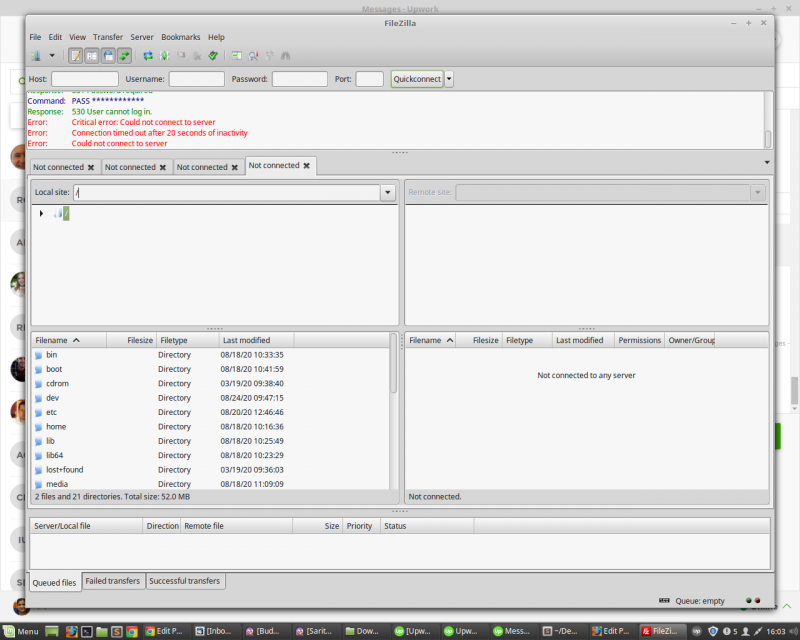 Messages - Upwork
FileZilla
File Edit View Transfer Server Bookmarks Help
Host: Username: Password: Port: Quickconnect
Command: PASS ************
Response: 530 User cannot log in.
Error: Critical error: Could not connect to server
Error: Connection timed out after 20 seconds of inactivity
Error: Could not connect to server
Not connected Not connected Not connected Not connected
Local site: /
Remote site:
/
Filename Filesize Filetype Last modified
bin Directory 08/18/20 10:33:35
boot Directory 08/18/20 10:41:59
cdrom Directory 03/19/20 09:38:40
dev Directory 08/24/20 09:47:15
etc Directory 08/20/20 12:46:46
home Directory 08/18/20 10:16:36
lib Directory 08/18/20 10:25:49
lib64 Directory 08/18/20 10:23:29
lost+found Directory 03/19/20 09:36:03
media Directory 08/18/20 11:09:09
2 files and 21 directories. Total size: 52.0 MB
Filename Filesize Filetype Last modified Permissions Owner/Group
Not connected to any server
Not connected.
Server/Local file Direction Remote file Size Priority Status
Queued files Failed transfers Successful transfers
Queue: empty
Menu Edit P... [Inbo... [Bud... [Sarit... Dow... [Upw... Upw... Mess... ~/De... Edit P... FileZi... 5 16:03